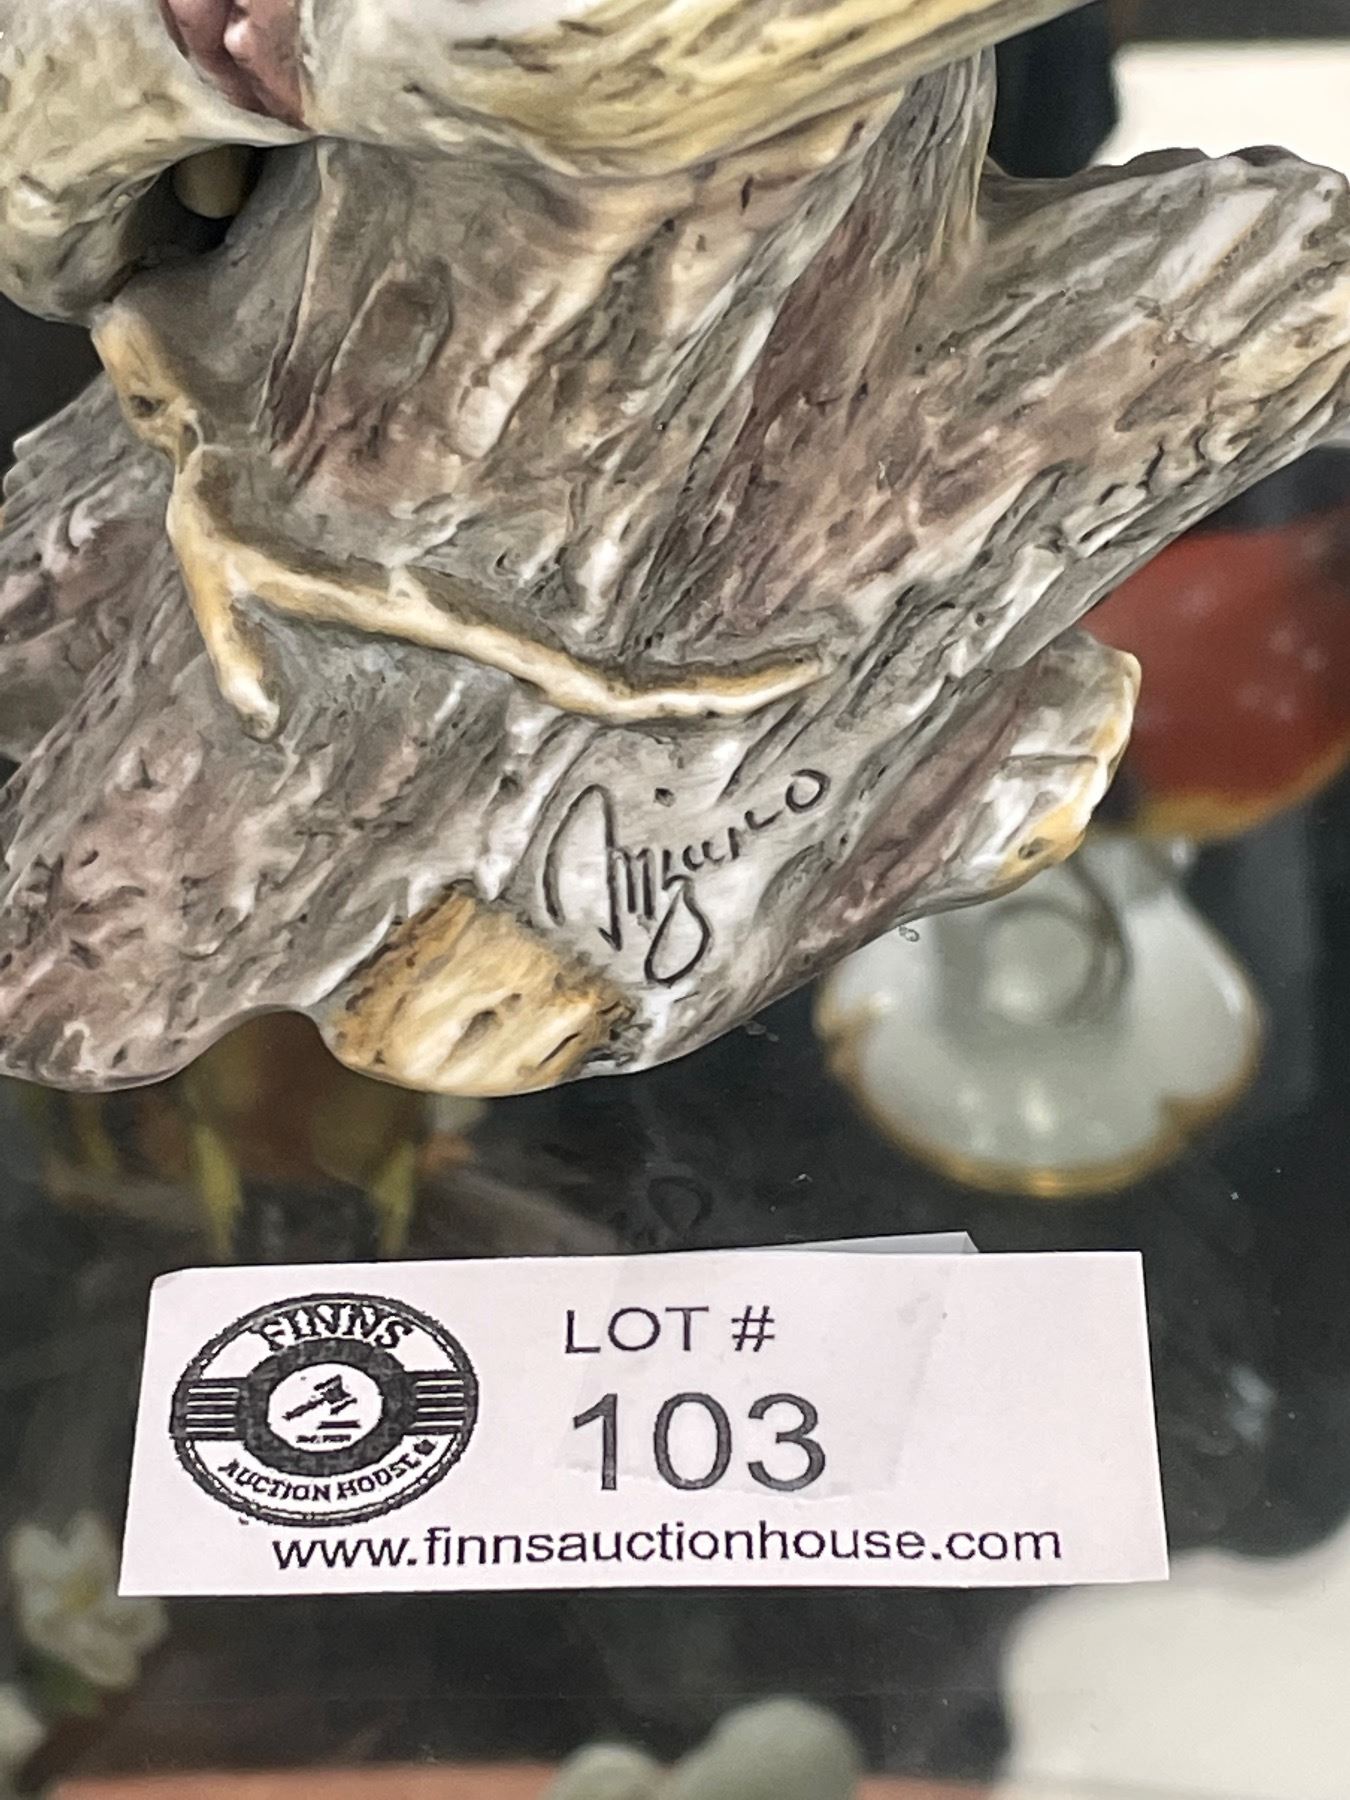 FINNS
AUCTION HOUSE
LOT #
103
www.finnsauctionhouse.com